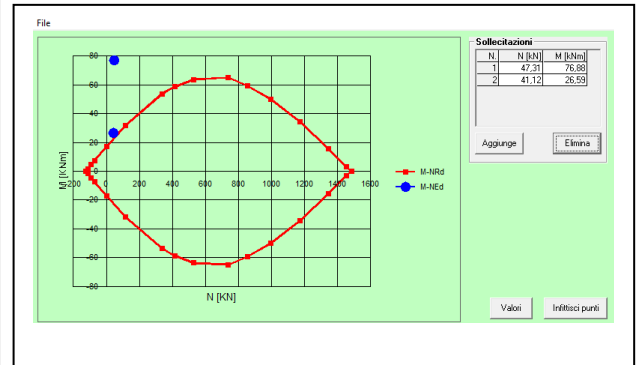 File
Sollecitazioni
N. N [kN] M [kNm]
1 47,31 76,88
2 41,12 26,59
Aggiunge Elimina
80
60
40
20
0
-20
-40
-60
-80
-200 0 200 400 600 800 1000 1200 1400 1600
M [KNm]
N [KN]
M-NRd
M-NEd
Valori Infittisci punti